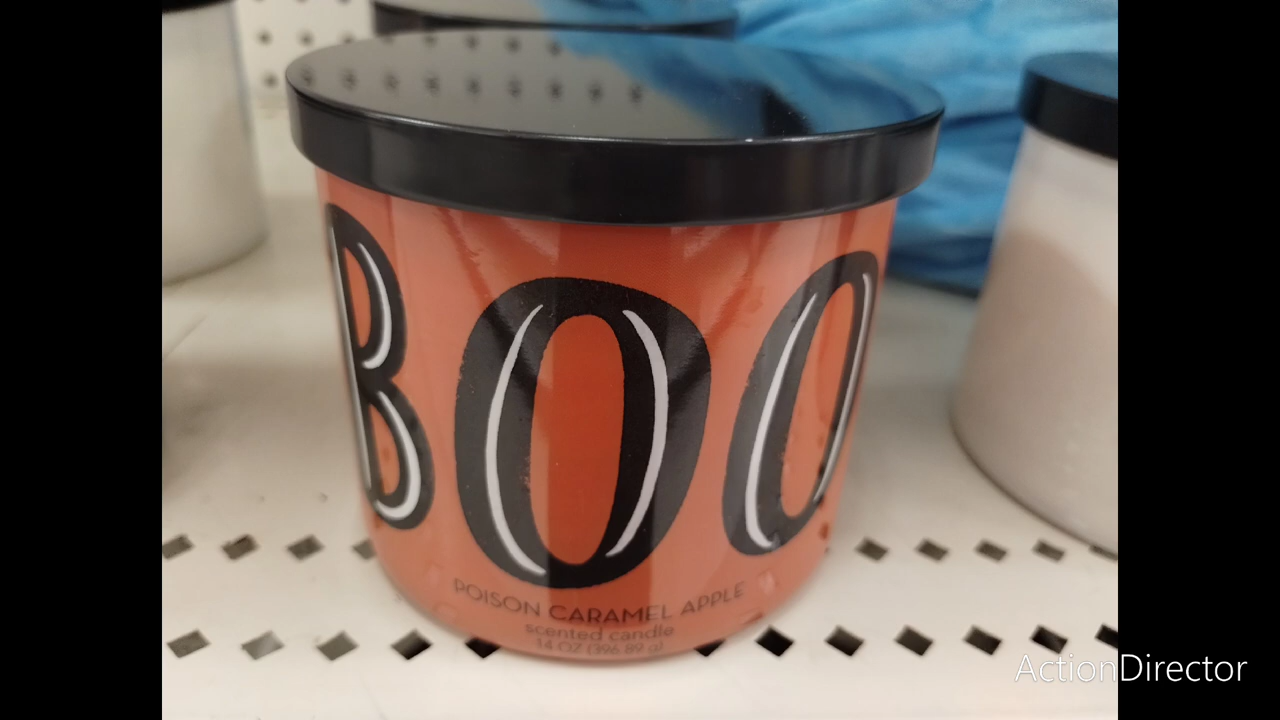 BOO
POISON CARAMEL APPLE
scented candle
14 OZ (396.89 g)
ActionDirector